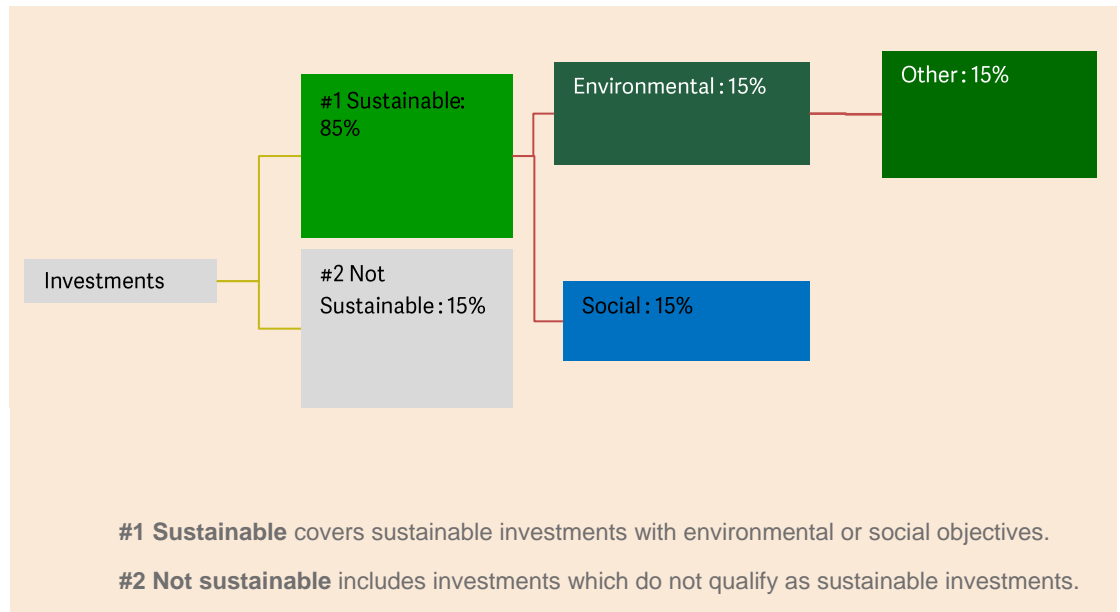 Investments
#1 Sustainable:
85%
#2 Not
Sustainable : 15%
Environmental : 15%
Social : 15%
Other : 15%
#1 Sustainable covers sustainable investments with environmental or social objectives.
#2 Not sustainable includes investments which do not qualify as sustainable investments.